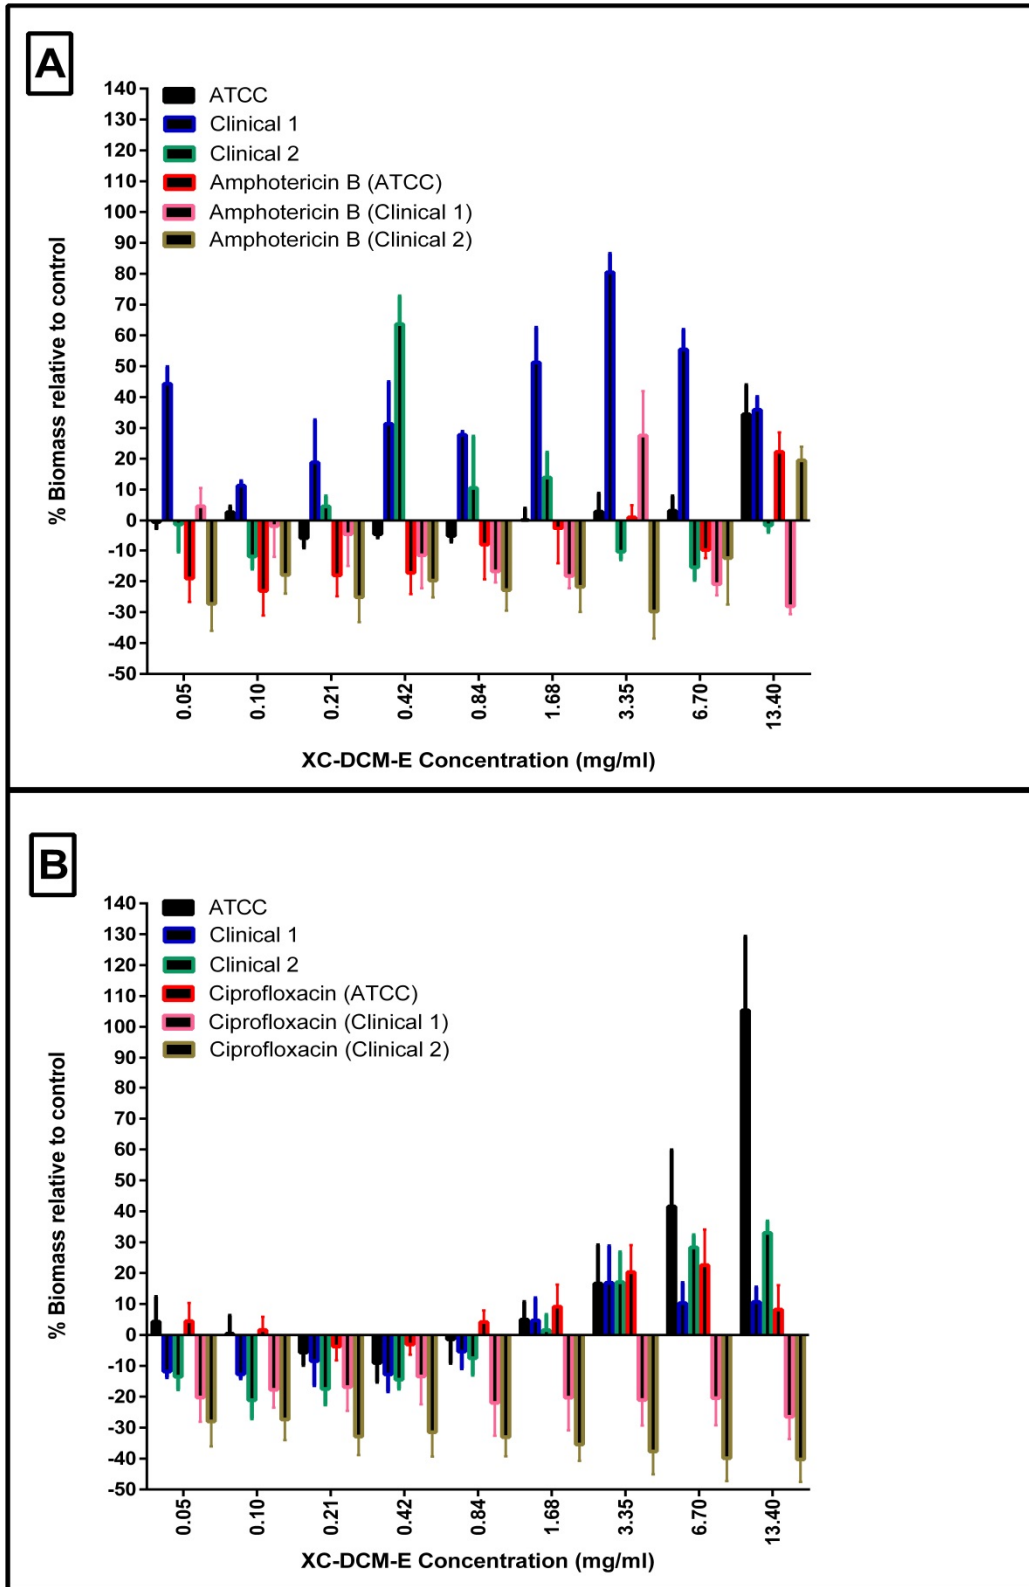 A
140
130
120
110
100
90
80
70
60
50
40
30
20
10
0
-10
-20
-30
-40
-50
% Biomass relative to control
ATCC
Clinical 1
Clinical 2
Amphotericin B (ATCC)
Amphotericin B (Clinical 1)
Amphotericin B (Clinical 2)
0.05 0.10 0.21 0.42 0.84 1.68 3.35 6.70 13.40
XC-DCM-E Concentration (mg/ml)
B
140
130
120
110
100
90
80
70
60
50
40
30
20
10
0
-10
-20
-30
-40
-50
% Biomass relative to control
ATCC
Clinical 1
Clinical 2
Ciprofloxacin (ATCC)
Ciprofloxacin (Clinical 1)
Ciprofloxacin (Clinical 2)
0.05 0.10 0.21 0.42 0.84 1.68 3.35 6.70 13.40
XC-DCM-E Concentration (mg/ml)